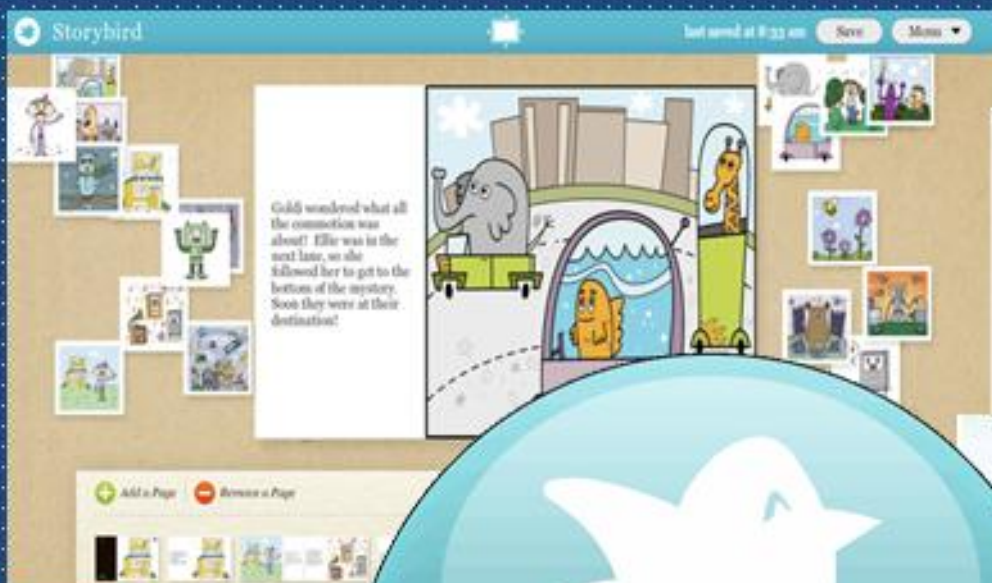 Storybird
last saved at 8:33 am
Save
Menu
Goldi wondered what all
the commotion was
about! Ellie was in the
next lane, so she
followed her to get to the
bottom of the mystery.
Soon they were at their
destination!
Add a Page
Remove a Page